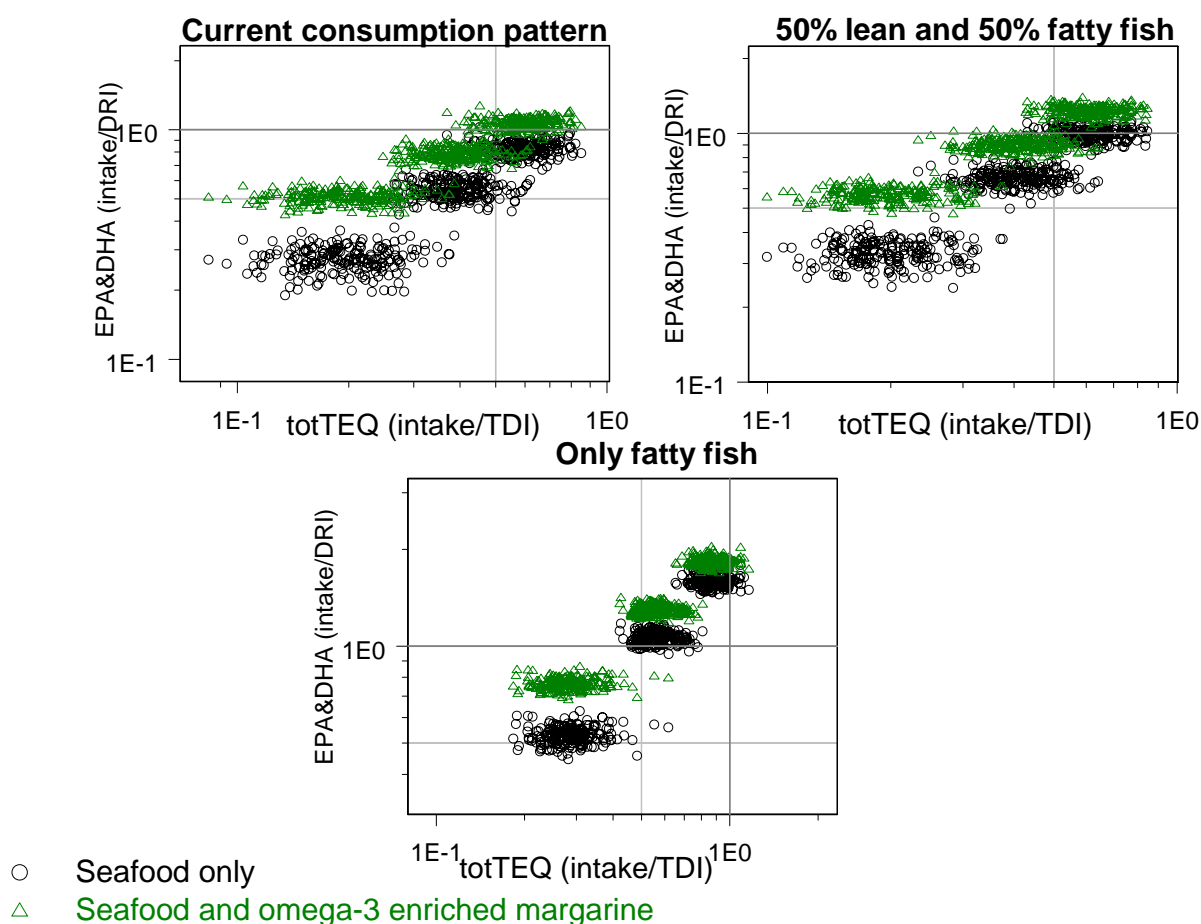 Current consumption pattern
EPA&DHA (intake/DRI)
1E0
1E-1
1E-1
1E0
totTEQ (intake/TDI)
50% lean and 50% fatty fish
EPA&DHA (intake/DRI)
1E0
1E-1
1E-1
1E0
totTEQ (intake/TDI)
Only fatty fish
EPA&DHA (intake/DRI)
1E0
1E-1
1E0
totTEQ (intake/TDI)
Seafood only
Seafood and omega-3 enriched margarine